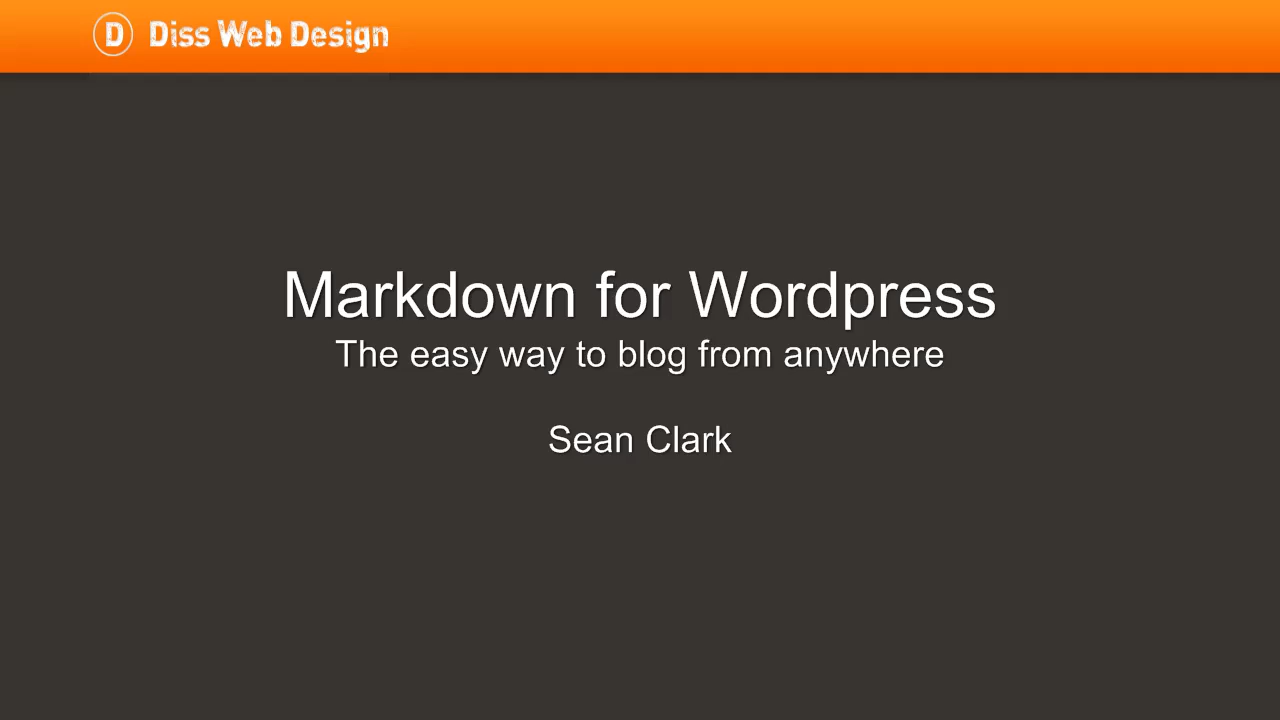 D Diss Web Design
Markdown for Wordpress
The easy way to blog from anywhere
Sean Clark